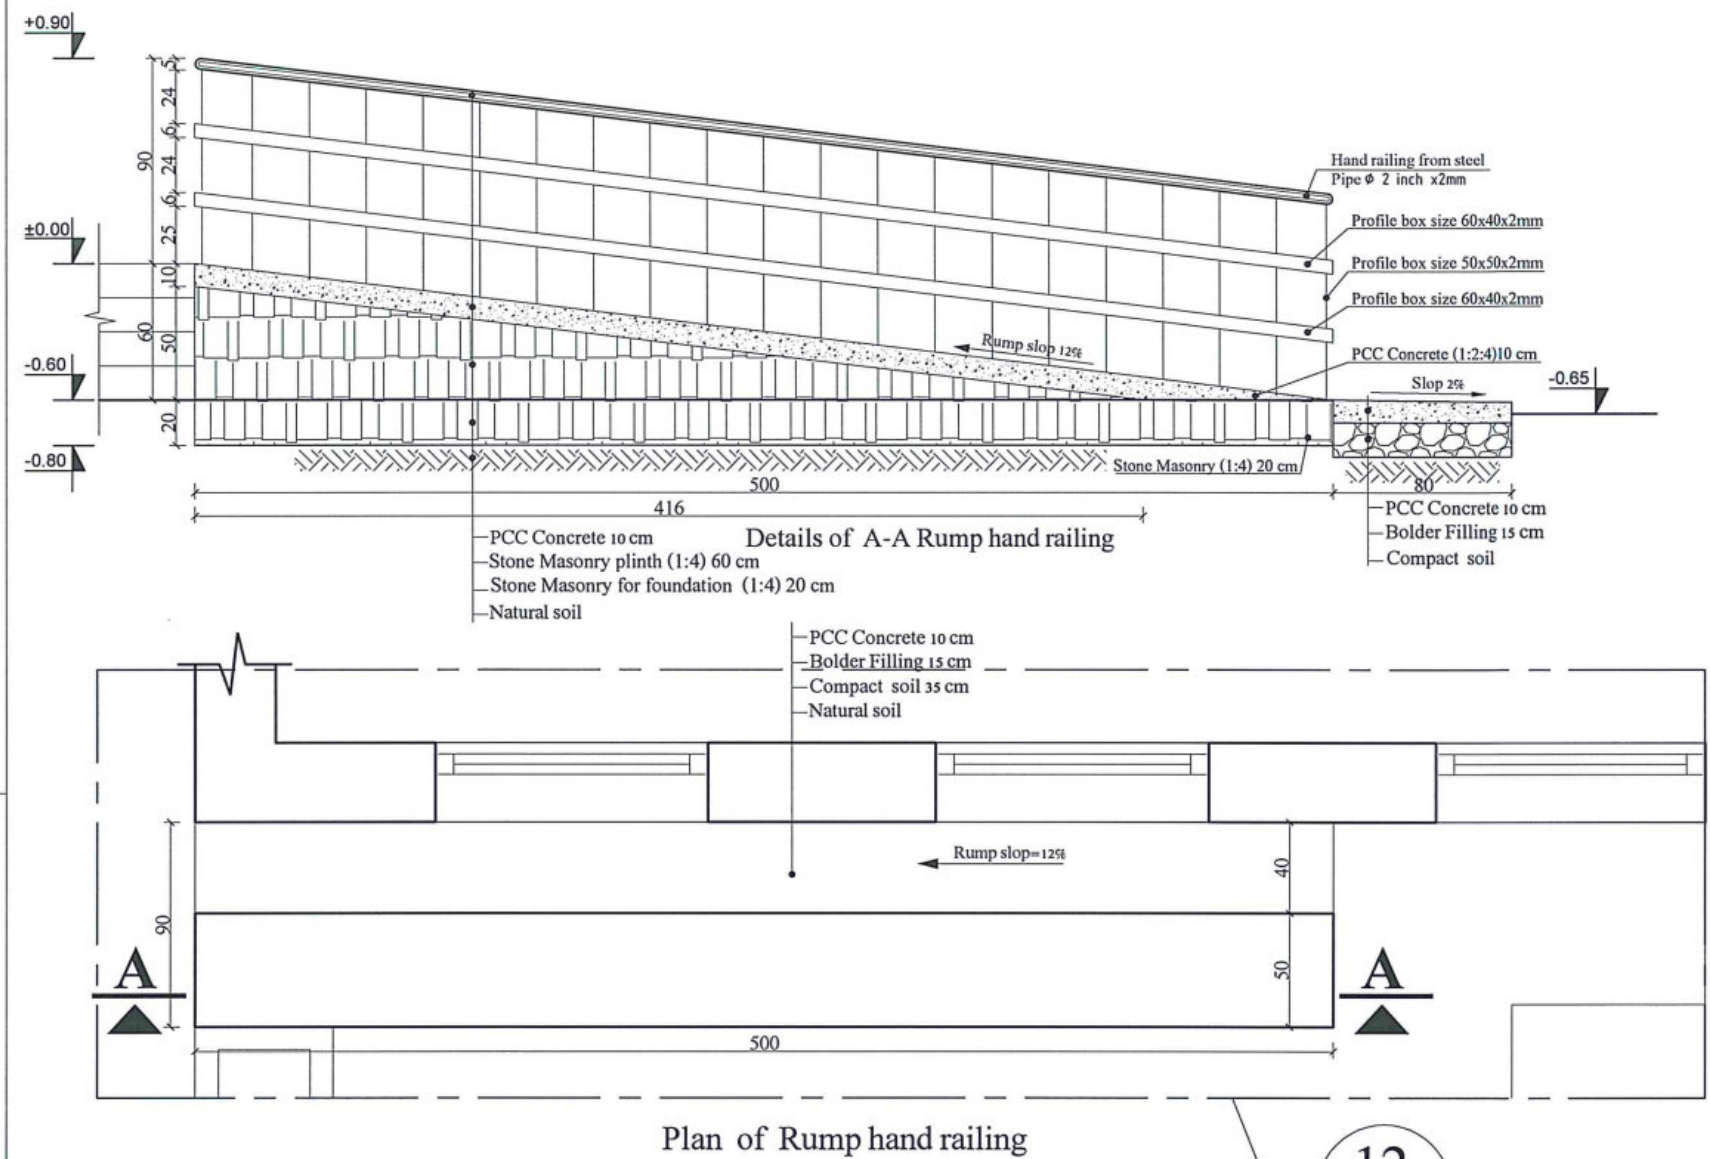 +0.90
5
24
6
24
6
25
10
50
20
90
60
±0.00
-0.60
-0.80
Hand railing from steel
Pipe ϕ 2 inch x2mm
Profile box size 60x40x2mm
Profile box size 50x50x2mm
Profile box size 60x40x2mm
PCC Concrete (1:2:4)10 cm
Rump slop 12%
Slop 2%
-0.65
Stone Masonry (1:4) 20 cm
500
80
416
Details of A-A Rump hand railing
PCC Concrete 10 cm
Stone Masonry plinth (1:4) 60 cm
Stone Masonry for foundation (1:4) 20 cm
Natural soil
PCC Concrete 10 cm
Bolder Filling 15 cm
Compact soil
PCC Concrete 10 cm
Bolder Filling 15 cm
Compact soil 35 cm
Natural soil
Rump slop=12%
40
90
50
A
A
500
Plan of Rump hand railing